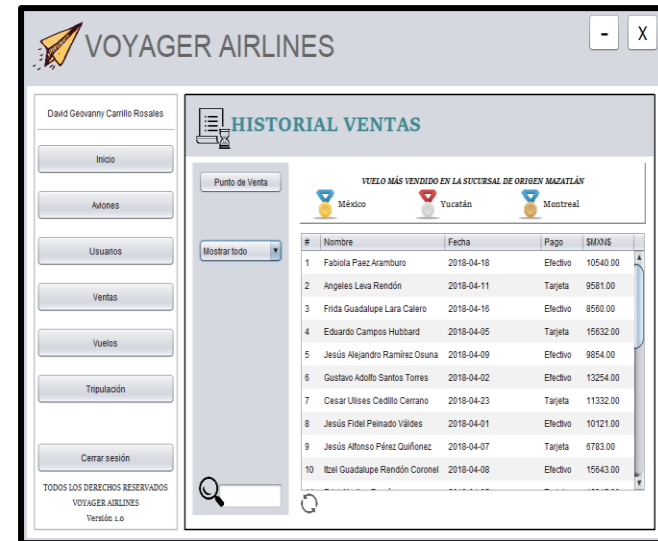 VOYAGER AIRLINES
-
X
David Geovanny Carrillo Rosales
Inicio
Aviones
Usuarios
Ventas
Vuelos
Tripulación
Cerrar sesión
TODOS LOS DERECHOS RESERVADOS
VOYAGER AIRLINES
Versión 1.0
HISTORIAL VENTAS
Punto de Venta
Mostrar todo
VUELO MÁS VENDIDO EN LA SUCURSAL DE ORIGEN MAZATLÁN
México Yucatán Montreal
# Nombre Fecha Pago $MXN$
1 Fabiola Paez Aramburo 2018-04-18 Efectivo 10540.00
2 Angeles Leva Rendón 2018-04-11 Tarjeta 9581.00
3 Frida Guadalupe Lara Calero 2018-04-16 Efectivo 8560.00
4 Eduardo Campos Hubbard 2018-04-05 Tarjeta 15632.00
5 Jesús Alejandro Ramírez Osuna 2018-04-09 Efectivo 9854.00
6 Gustavo Adolfo Santos Torres 2018-04-02 Efectivo 13254.00
7 Cesar Ulises Cedillo Cerrano 2018-04-23 Tarjeta 11332.00
8 Jesús Fidel Peinado Váldes 2018-04-01 Efectivo 10121.00
9 Jesús Alfonso Pérez Quiñonez 2018-04-07 Tarjeta 6783.00
10 Itzel Guadalupe Rendón Coronel 2018-04-08 Efectivo 15643.00